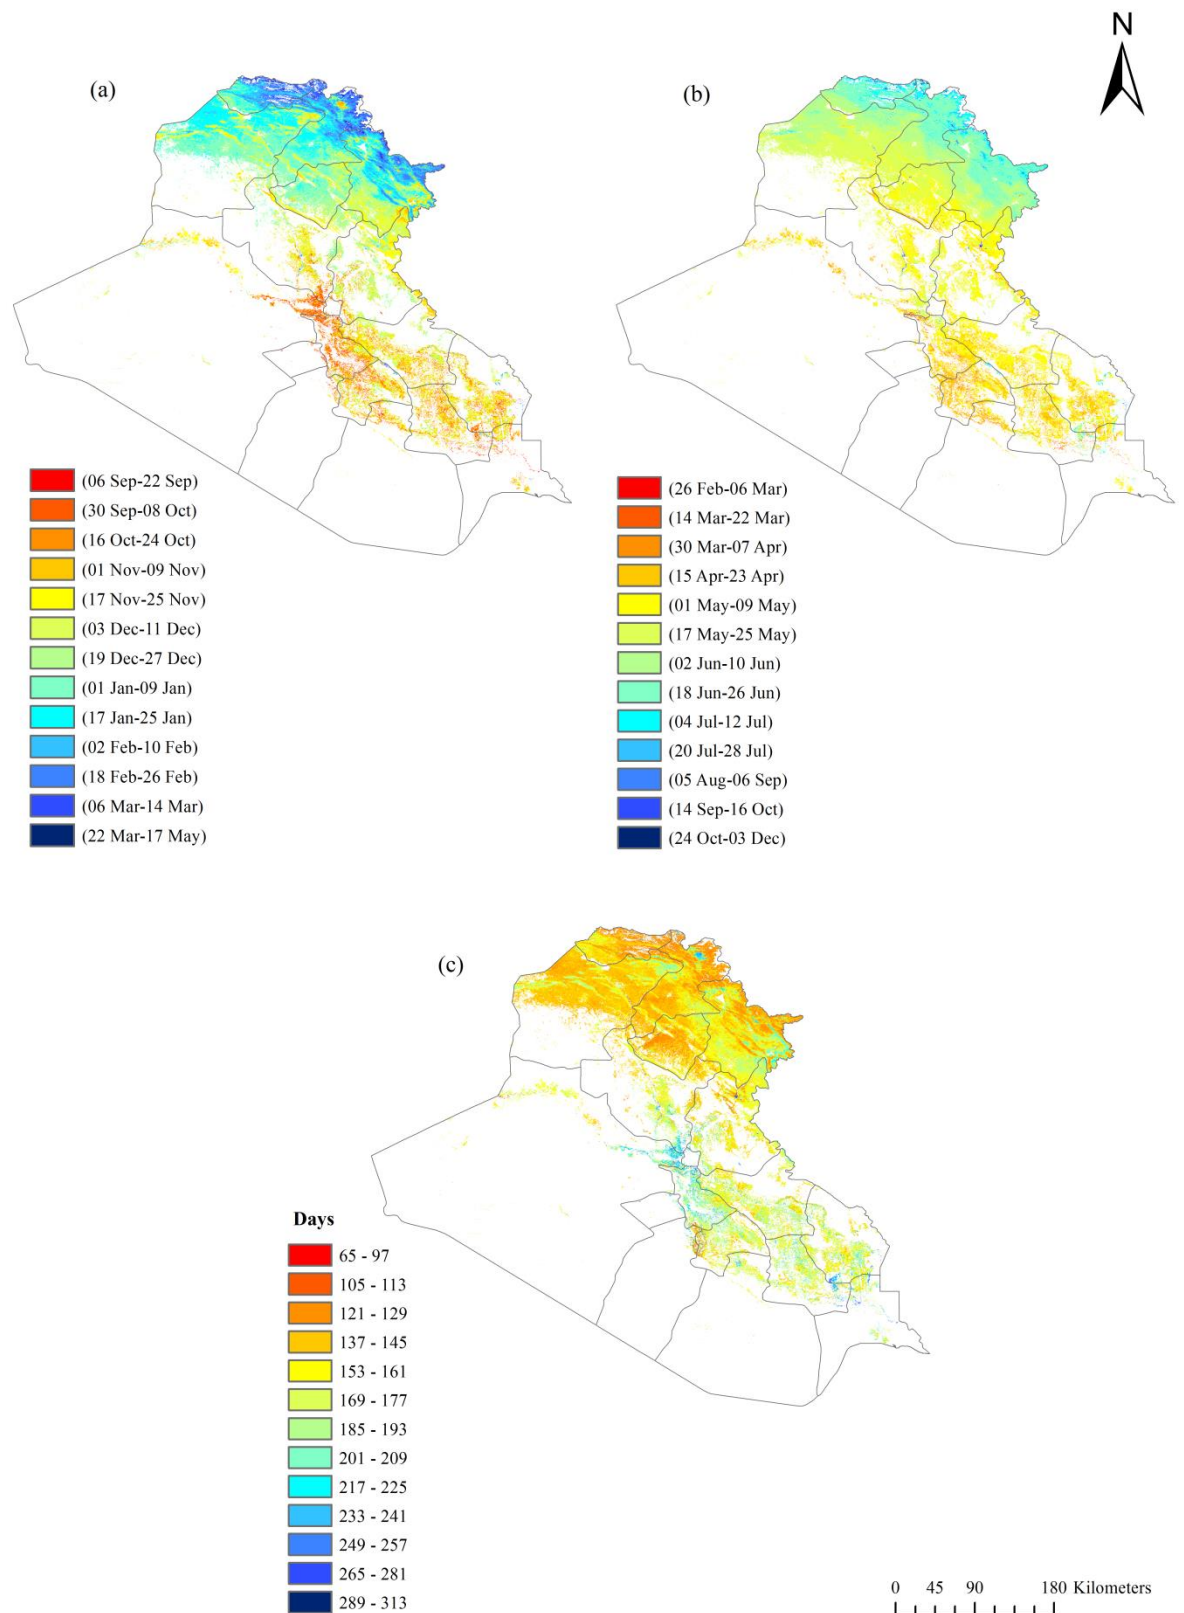 N
(a)
(b)
(06 Sep-22 Sep)
(30 Sep-08 Oct)
(16 Oct-24 Oct)
(01 Nov-09 Nov)
(17 Nov-25 Nov)
(03 Dec-11 Dec)
(19 Dec-27 Dec)
(01 Jan-09 Jan)
(17 Jan-25 Jan)
(02 Feb-10 Feb)
(18 Feb-26 Feb)
(06 Mar-14 Mar)
(22 Mar-17 May)
(26 Feb-06 Mar)
(14 Mar-22 Mar)
(30 Mar-07 Apr)
(15 Apr-23 Apr)
(01 May-09 May)
(17 May-25 May)
(02 Jun-10 Jun)
(18 Jun-26 Jun)
(04 Jul-12 Jul)
(20 Jul-28 Jul)
(05 Aug-06 Sep)
(14 Sep-16 Oct)
(24 Oct-03 Dec)
(c)
Days
65 - 97
105 - 113
121 - 129
137 - 145
153 - 161
169 - 177
185 - 193
201 - 209
217 - 225
233 - 241
249 - 257
265 - 281
289 - 313
0 45 90 180 Kilometers